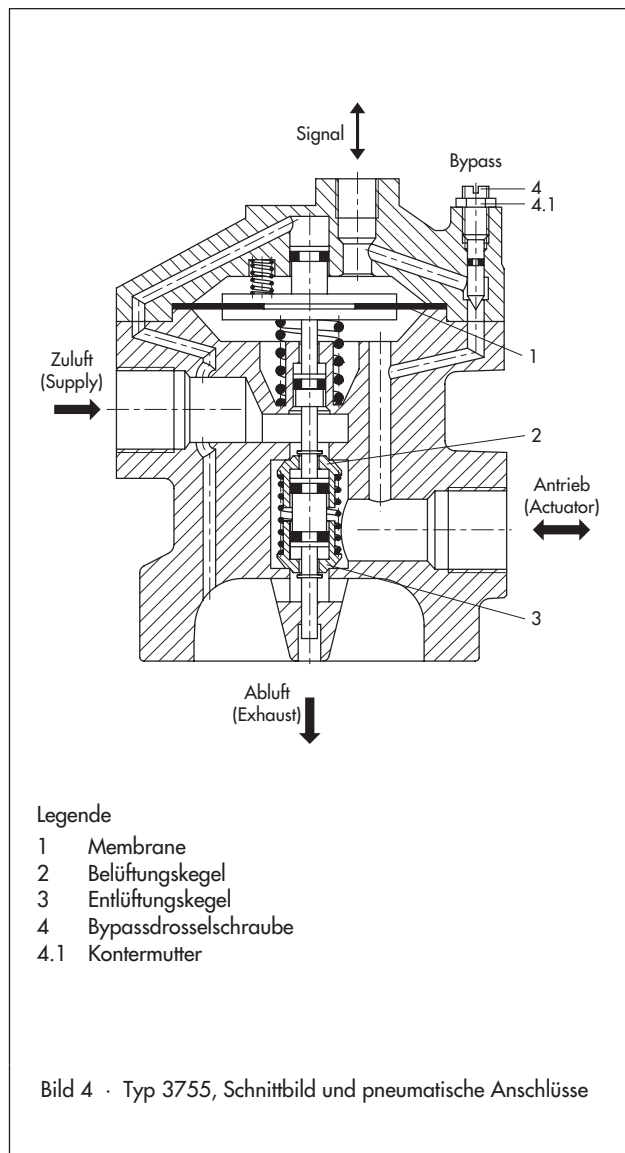 Signal
Bypass
4
4.1
1
Zuluft
(Supply)
2
Antrieb
(Actuator)
3
Abluft
(Exhaust)
Legende
1 Membrane
2 Belüftungskegel
3 Entlüftungskegel
4 Bypassdrosselschraube
4.1 Kontermutter
Bild 4 · Typ 3755, Schnittbild und pneumatische Anschlüsse